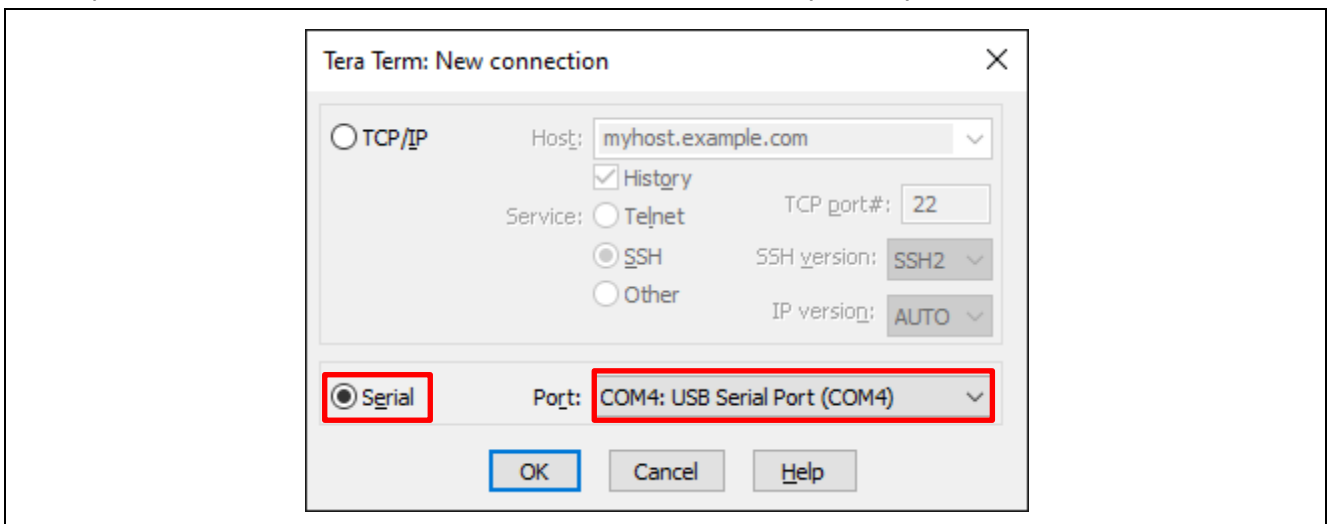 Tera Term: New connection
TCP/IP Host: myhost.example.com
History
Service: Telnet TCP port#: 22
SSH SSH version: SSH2
Other IP version: AUTO
Serial Port: COM4: USB Serial Port (COM4)
OK Cancel Help